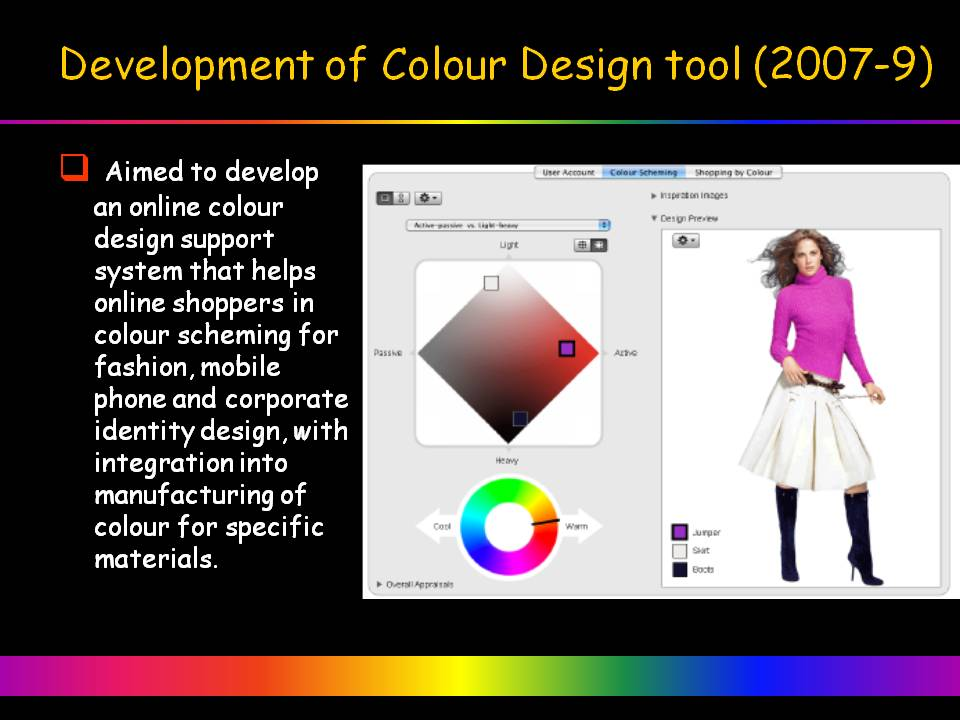 Development of Colour Design tool (2007-9)
Aimed to develop
an online colour
design support
system that helps
online shoppers in
colour scheming for
fashion, mobile
phone and corporate
identity design, with
integration into
manufacturing of
colour for specific
materials.
User Account
Colour Scheming
Shopping by Colour
Active-passive vs. Light-heavy
Light
Passive
Active
Heavy
Cool
Warm
Overall Appraisals
Inspiration Images
Design Preview
Jumper
Skirt
Boots